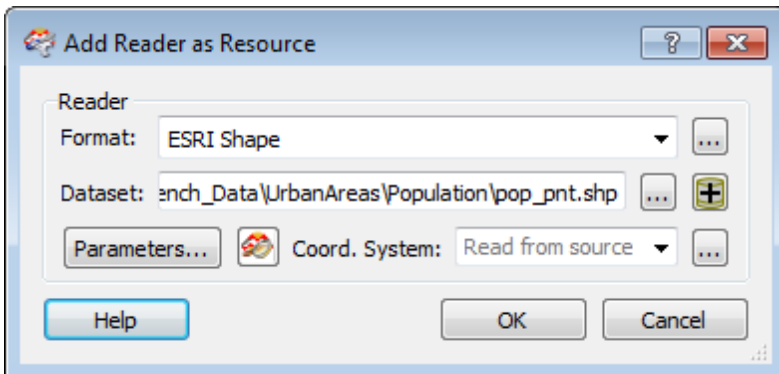 Add Reader as Resource
Reader
Format: ESRI Shape
Dataset: ench_Data\UrbanAreas\Population\pop_pnt.shp ...
Parameters... Coord. System: Read from source ...
Help OK Cancel